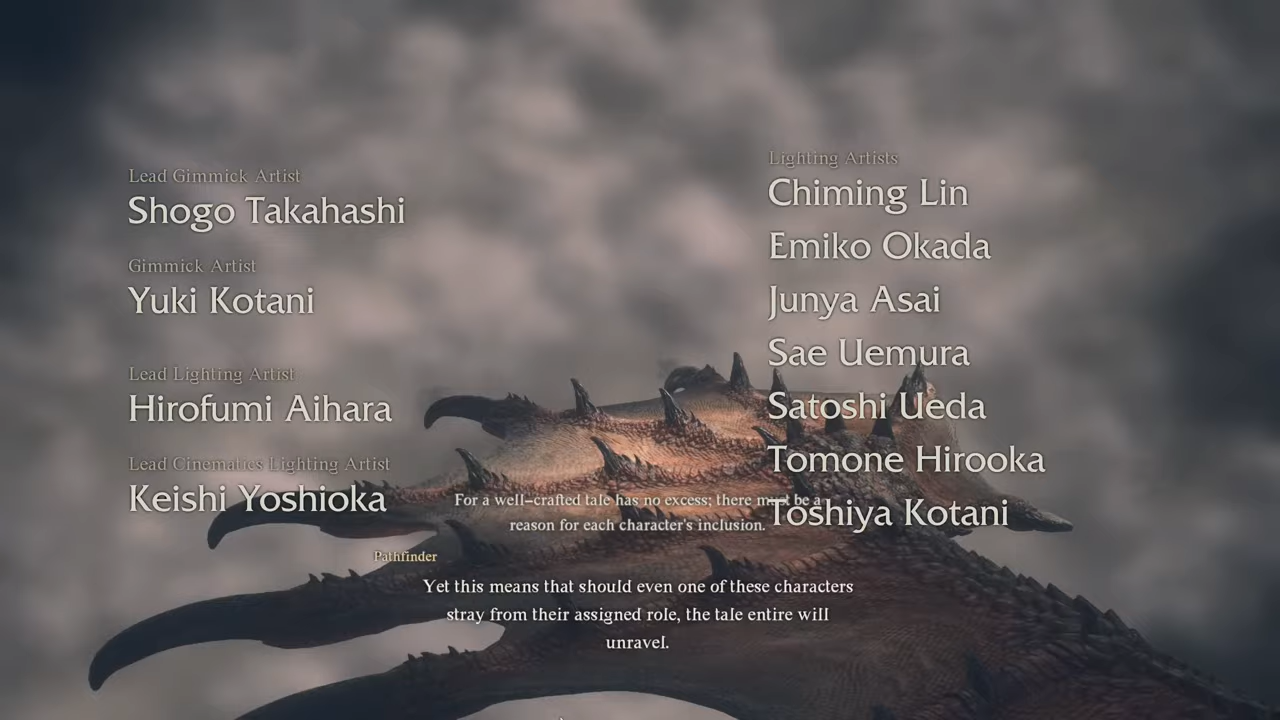 Lead Gimmick Artist
Shogo Takahashi
Gimmick Artist
Yuki Kotani
Lead Lighting Artist
Hirofumi Aihara
Lead Cinematics Lighting Artist
Keishi Yoshioka
Lighting Artists
Chiming Lin
Emiko Okada
Junya Asai
Sae Uemura
Satoshi Ueda
Tomone Hirooka
Toshiya Kotani
For a well-crafted tale has no excess; there must be a
reason for each character's inclusion.
Pathfinder
Yet this means that should even one of these characters
stray from their assigned role, the tale entire will
unravel.